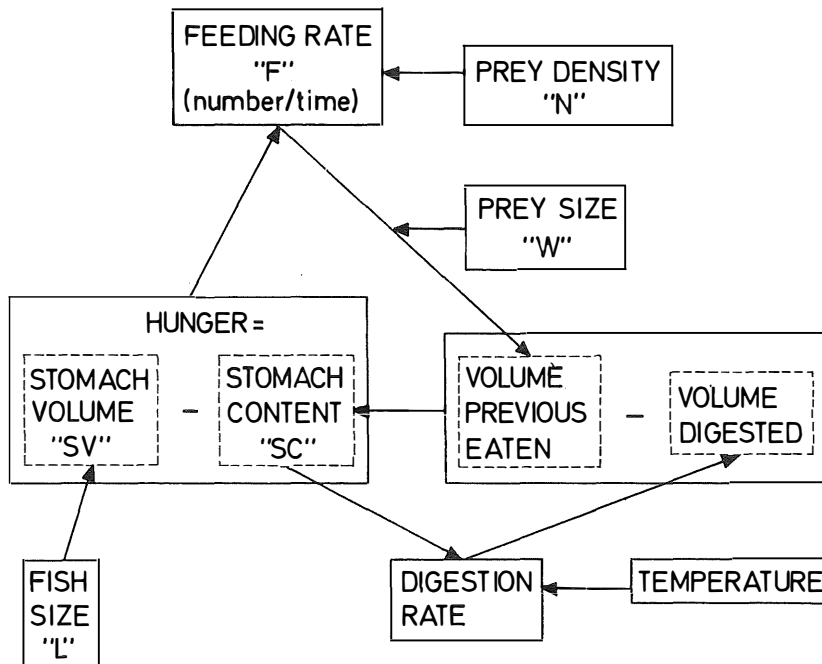 FEEDING RATE
"F"
(number/time)
PREY DENSITY
"N"
PREY SIZE
"W"
HUNGER =
STOMACH
VOLUME
"SV"
-
STOMACH
CONTENT
"SC"
VOLUME
PREVIOUS
EATEN
-
VOLUME
DIGESTED
FISH
SIZE
"L"
DIGESTION
RATE
TEMPERATURE